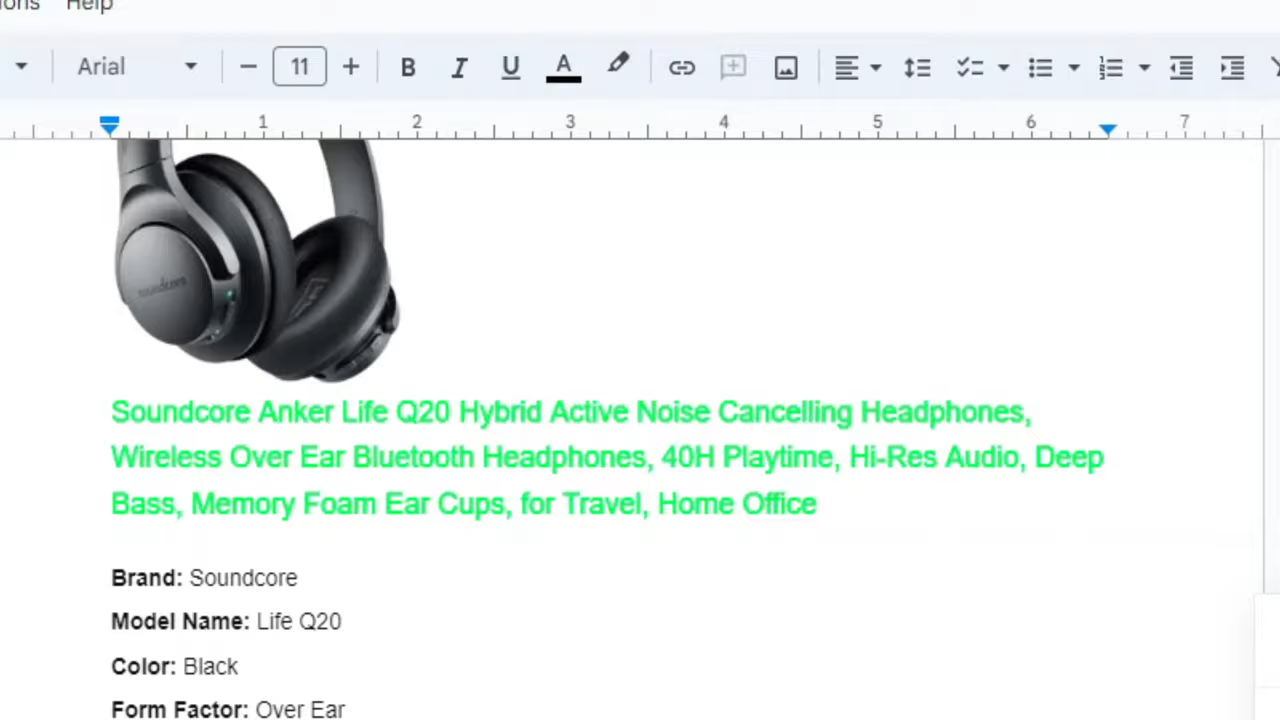 Help
Arial 11
1 2 3 4 5 6 7
soundcore
Soundcore Anker Life Q20 Hybrid Active Noise Cancelling Headphones,
Wireless Over Ear Bluetooth Headphones, 40H Playtime, Hi-Res Audio, Deep
Bass, Memory Foam Ear Cups, for Travel, Home Office
Brand: Soundcore
Model Name: Life Q20
Color: Black
Form Factor: Over Ear